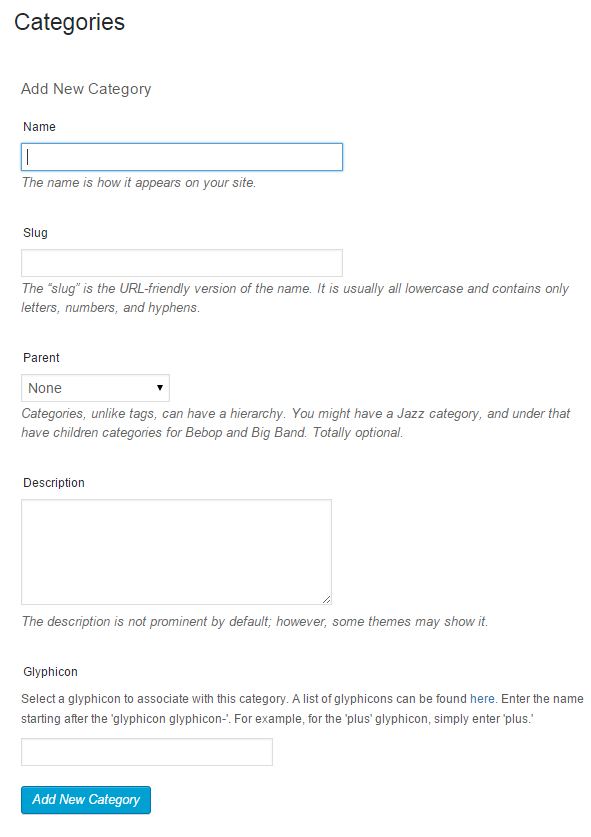 Categories
Add New Category
Name
The name is how it appears on your site.
Slug
The “slug” is the URL-friendly version of the name. It is usually all lowercase and contains only
letters, numbers, and hyphens.
Parent
None
Categories, unlike tags, can have a hierarchy. You might have a Jazz category, and under that
have children categories for Bebop and Big Band. Totally optional.
Description
The description is not prominent by default; however, some themes may show it.
Glyphicon
Select a glyphicon to associate with this category. A list of glyphicons can be found here. Enter the name
starting after the 'glyphicon glyphicon-'. For example, for the 'plus' glyphicon, simply enter 'plus.'
Add New Category